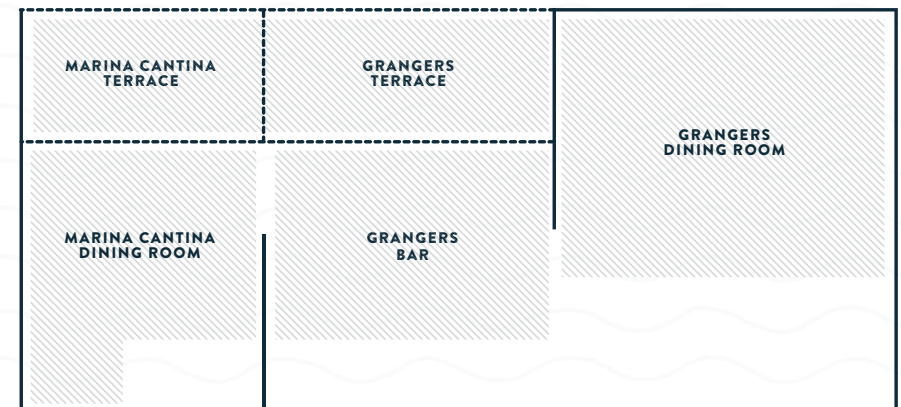 MARINA CANTINA
TERRACE
GRANGERS
TERRACE
GRANGERS
DINING ROOM
MARINA CANTINA
DINING ROOM
GRANGERS
BAR